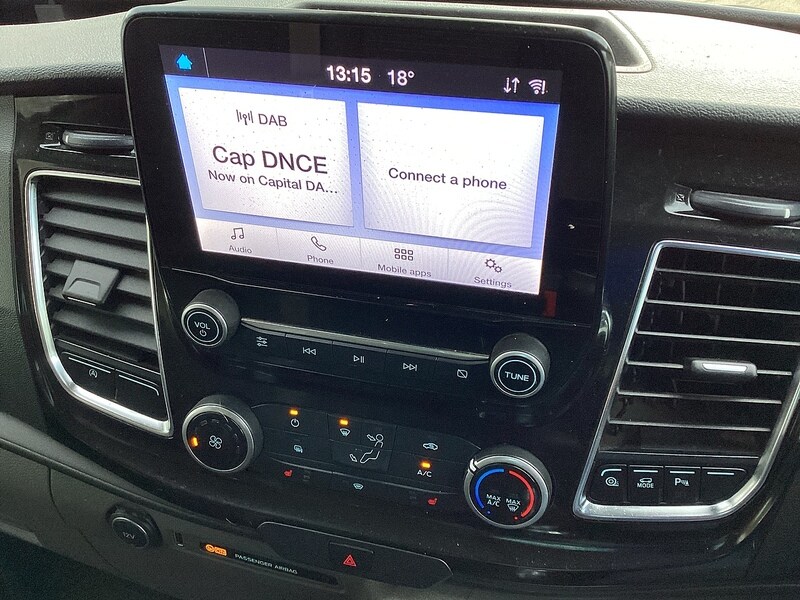 13:15 18°
DAB
Cap DNCE
Now on Capital DA...
Connect a phone
Audio
Phone
Mobile apps
Settings
VOL
TUNE
A/C
MAX A/C
MAX
MODE
P
12V
PASSENGER AIRBAG